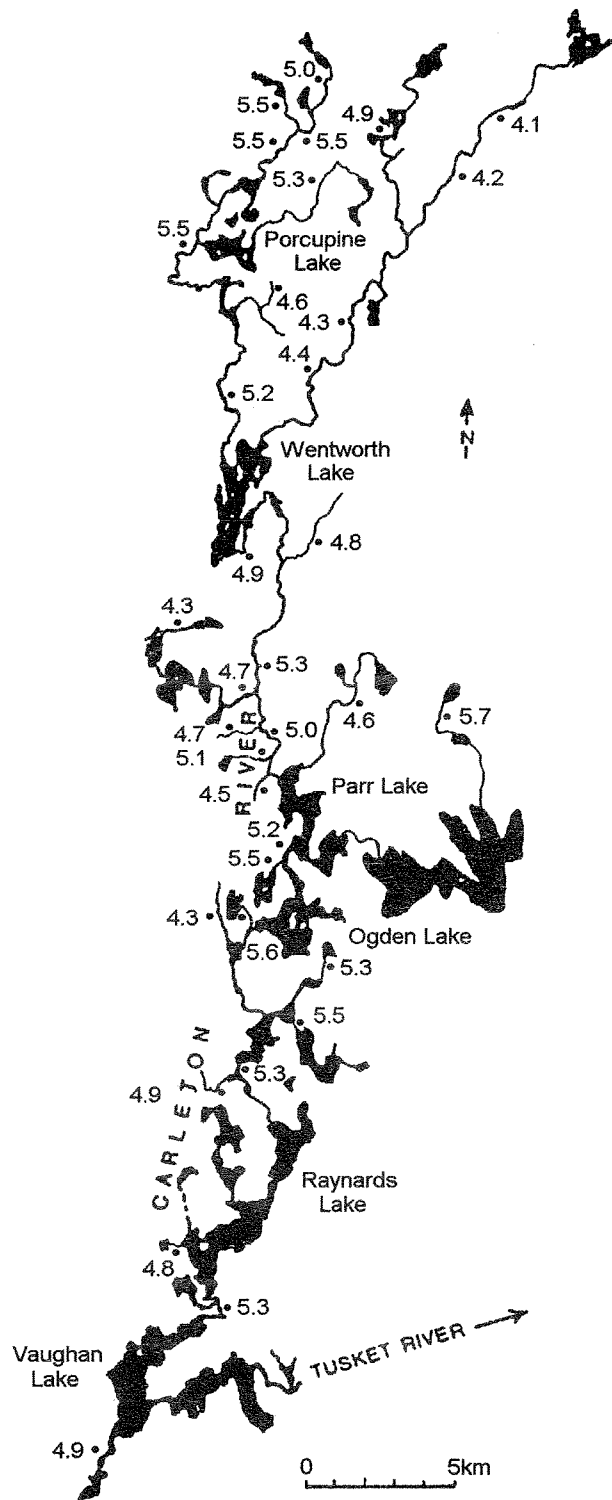 5.0
5.5
4.9
4.1
5.5
5.5
5.3
4.2
5.5
Porcupine
Lake
4.6
4.3
4.4
5.2
N
Wentworth
Lake
4.8
4.9
4.3
5.3
4.7
4.6
5.7
4.7
5.0
5.1
Parr Lake
4.5
5.2
5.5
4.3
Ogden Lake
5.6
5.3
5.5
5.3
4.9
CARLETON RIVER
Raynards
Lake
4.8
5.3
TUSKET RIVER
Vaughan
Lake
4.9
0 5km